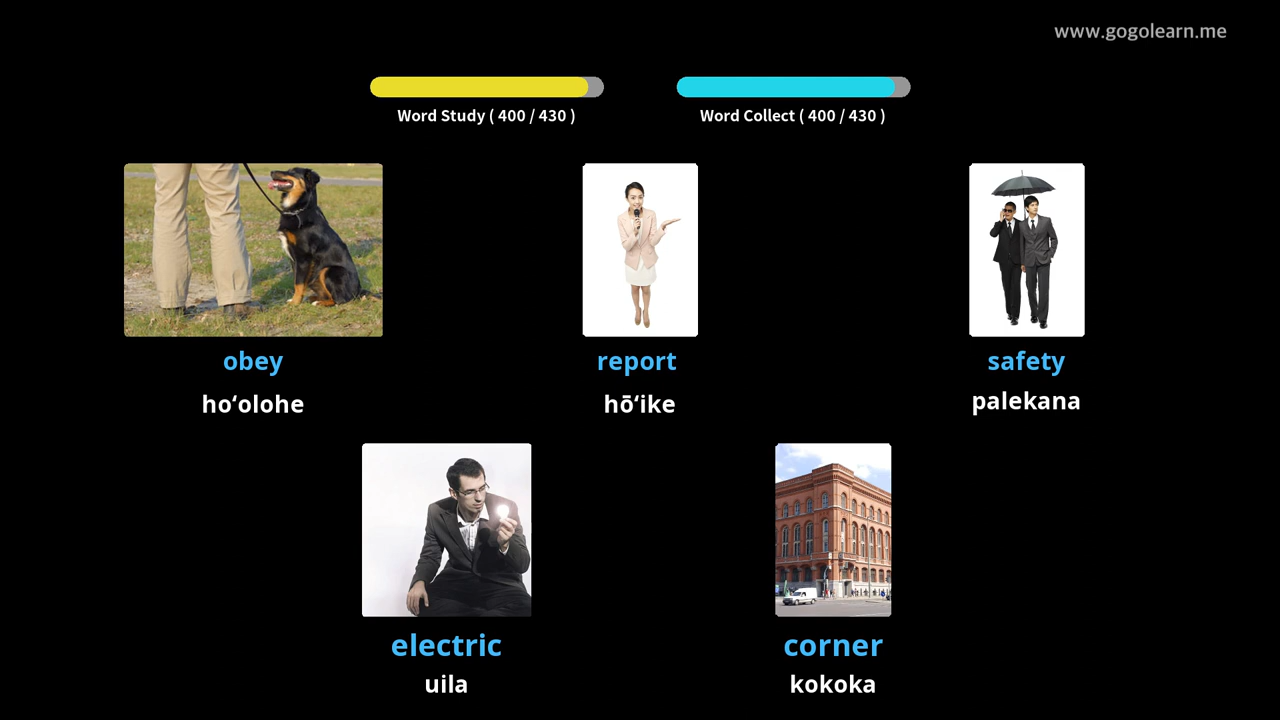 www.gogolearn.me
Word Study ( 400 / 430 )
Word Collect ( 400 / 430 )
obey
report
safety
hoʻolohe
hōʻike
palekana
electric
corner
uila
kokoka